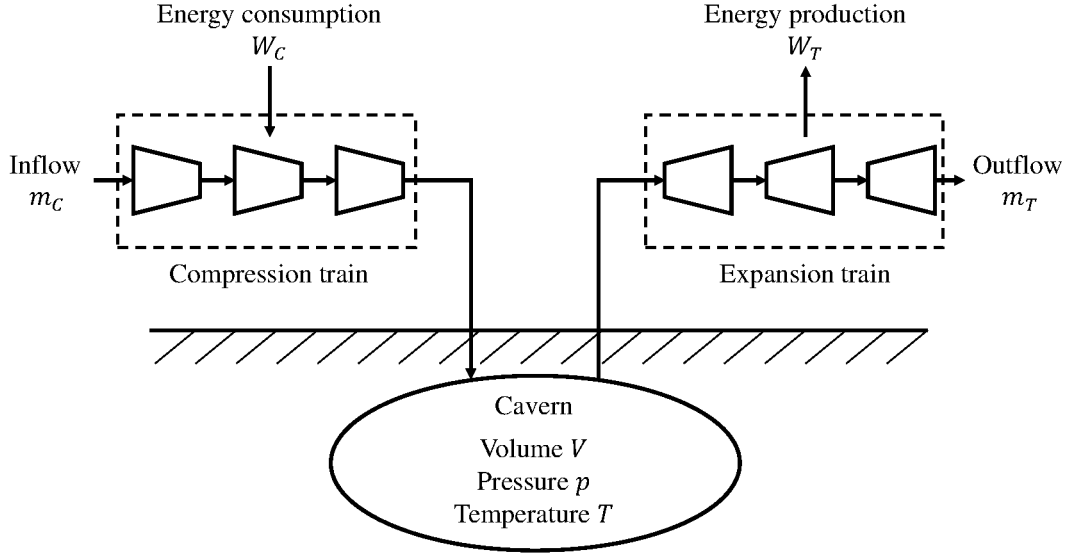 Energy consumption
W_C
Energy production
W_T
Inflow
m_C
Outflow
m_T
Compression train
Expansion train
Cavern
Volume V
Pressure p
Temperature T